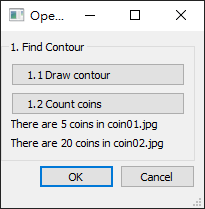 Ope...
1. Find Contour
1.1 Draw contour
1.2 Count coins
There are 5 coins in coin01.jpg
There are 20 coins in coin02.jpg
OK
Cancel